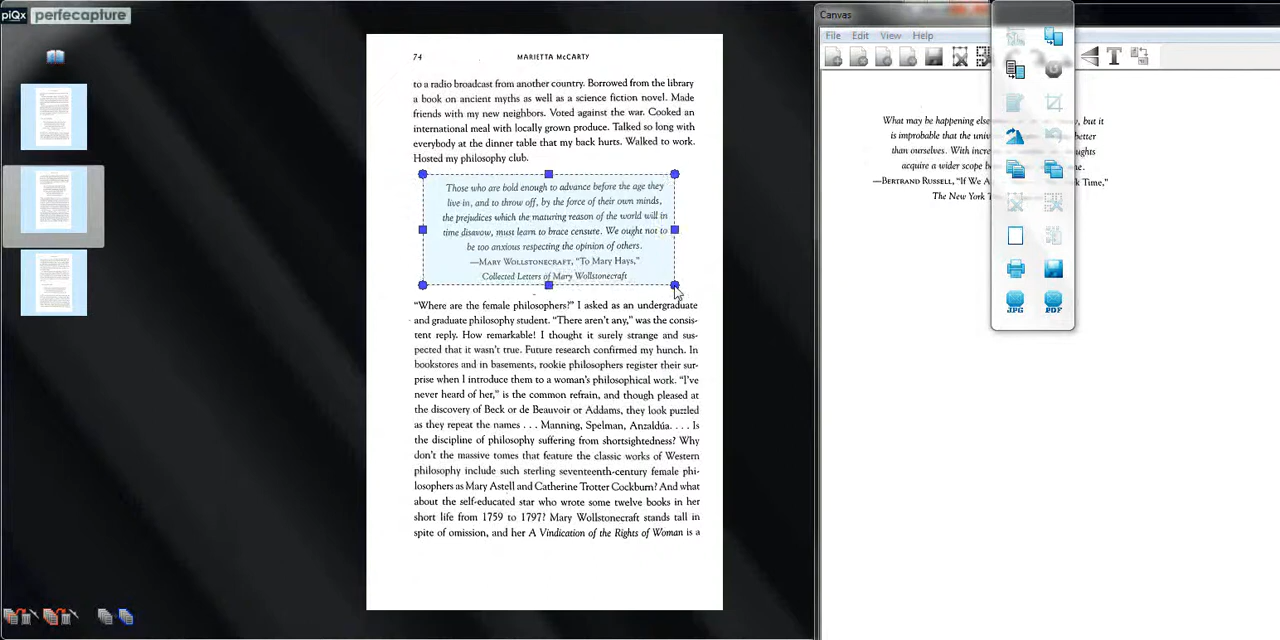 piQx perfecapture
74 MARIETTA McCARTY
to a radio broadcast from another country. Borrowed from the library
a book on ancient myths as well as a science fiction novel. Made
friends with my new neighbors. Voted against the war. Cooked an
international meal with locally grown produce. Talked so long with
everybody at the dinner table that my back hurts. Walked to work.
Hosted my philosophy club.
Those who are bold enough to advance before the age they
live in, and to throw off, by the force of their own minds,
the prejudices which the maturing reason of the world will in
time disavow, must learn to brace censure. We ought not to
be too anxious respecting the opinion of others.
—MARY WOLLSTONECRAFT, “To Mary Hays,”
Collected Letters of Mary Wollstonecraft
“Where are the female philosophers?” I asked as an undergraduate
and graduate philosophy student. “There aren’t any,” was the consis-
tent reply. How remarkable! I thought it surely strange and sus-
pected that it wasn’t true. Future research confirmed my hunch. In
bookstores and in basements, rookie philosophers register their sur-
prise when I introduce them to a woman’s philosophical work. “I’ve
never heard of her,” is the common refrain, and though pleased at
the discovery of Beck or de Beauvoir or Addams, they look puzzled
as they repeat the names . . . Manning, Spelman, Anzaldúa. . . . Is
the discipline of philosophy suffering from shortsightedness? Why
don’t the massive tomes that feature the classic works of Western
philosophy include such sterling seventeenth-century female phi-
losophers as Mary Astell and Catherine Trotter Cockburn? And what
about the self-educated star who wrote some twelve books in her
short life from 1759 to 1797? Mary Wollstonecraft stands tall in
spite of omission, and her A Vindication of the Rights of Woman is a
Canvas
File Edit View Help
T
What may be happening else , but it
is improbable that the etter
than ourselves. With
acquire a wider scope ne.
—BERTRAND RUSSELL, “If We Time,”
The New York
JPG PDF